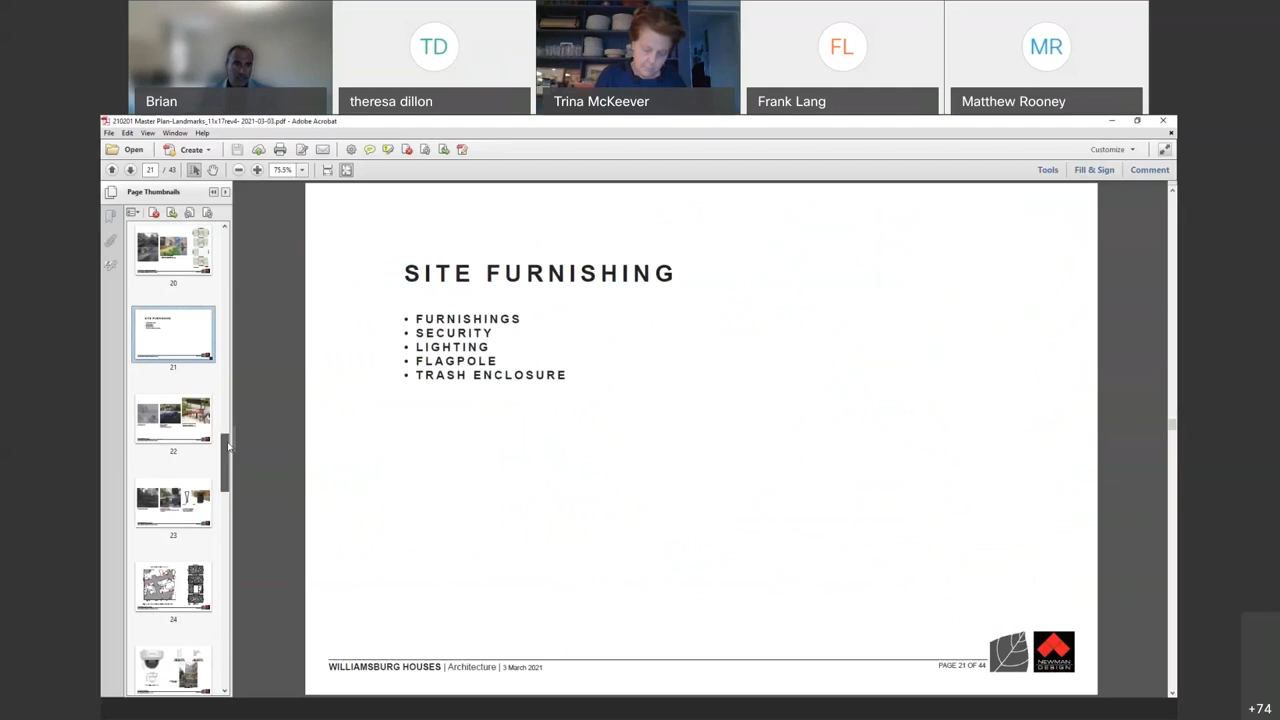 TD
FL
MR
Brian
theresa dillon
Trina McKeever
Frank Lang
Matthew Rooney
210201 Master Plan-Landmarks_11x17rev4- 2021-03-03.pdf - Adobe Acrobat
File Edit View Window Help
Open Create Customize
21 / 43 75.5% Tools Fill & Sign Comment
Page Thumbnails
20
21
22
23
24
SITE FURNISHING
• FURNISHINGS
• SECURITY
• LIGHTING
• FLAGPOLE
• TRASH ENCLOSURE
WILLIAMSBURG HOUSES | Architecture | 3 March 2021
PAGE 21 OF 44
NEWMAN
DESIGN
+74